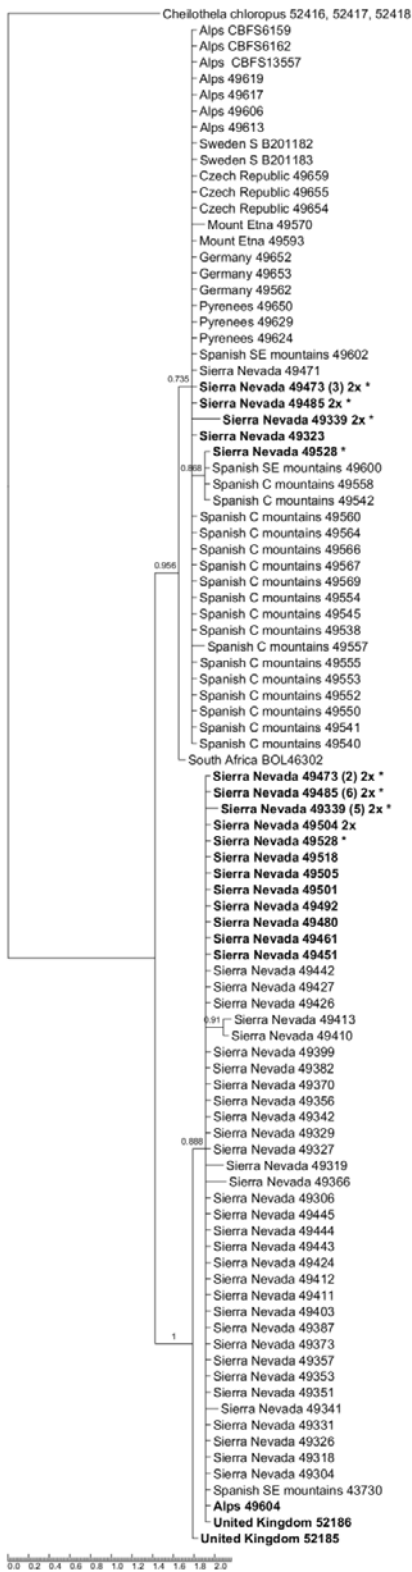 Cheilothela chloropus 52416, 52417, 52418
Alps CBFS6159
Alps CBFS6162
Alps CBFS13557
Alps 49619
Alps 49617
Alps 49606
Alps 49613
Sweden S B201182
Sweden S B201183
Czech Republic 49659
Czech Republic 49655
Czech Republic 49654
Mount Etna 49570
Mount Etna 49593
Germany 49652
Germany 49653
Germany 49562
Pyrenees 49650
Pyrenees 49629
Pyrenees 49624
Spanish SE mountains 49602
Sierra Nevada 49471
0.735
Sierra Nevada 49473 (3) 2x *
Sierra Nevada 49485 2x *
Sierra Nevada 49339 2x *
Sierra Nevada 49323
Sierra Nevada 49528 *
0.868
Spanish SE mountains 49600
Spanish C mountains 49558
Spanish C mountains 49542
Spanish C mountains 49560
Spanish C mountains 49564
Spanish C mountains 49566
Spanish C mountains 49567
0.956
Spanish C mountains 49569
Spanish C mountains 49554
Spanish C mountains 49545
Spanish C mountains 49538
Spanish C mountains 49557
Spanish C mountains 49555
Spanish C mountains 49553
Spanish C mountains 49552
Spanish C mountains 49550
Spanish C mountains 49541
Spanish C mountains 49540
South Africa BOL46302
Sierra Nevada 49473 (2) 2x *
Sierra Nevada 49485 (6) 2x *
Sierra Nevada 49339 (5) 2x *
Sierra Nevada 49504 2x
Sierra Nevada 49528 *
Sierra Nevada 49518
Sierra Nevada 49505
Sierra Nevada 49501
Sierra Nevada 49492
Sierra Nevada 49480
Sierra Nevada 49461
Sierra Nevada 49451
Sierra Nevada 49442
Sierra Nevada 49427
Sierra Nevada 49426
0.91
Sierra Nevada 49413
Sierra Nevada 49410
Sierra Nevada 49399
Sierra Nevada 49382
Sierra Nevada 49370
Sierra Nevada 49356
Sierra Nevada 49342
Sierra Nevada 49329
0.888
Sierra Nevada 49327
Sierra Nevada 49319
Sierra Nevada 49366
Sierra Nevada 49306
Sierra Nevada 49445
Sierra Nevada 49444
Sierra Nevada 49443
Sierra Nevada 49424
Sierra Nevada 49412
Sierra Nevada 49411
Sierra Nevada 49403
Sierra Nevada 49387
1
Sierra Nevada 49373
Sierra Nevada 49357
Sierra Nevada 49353
Sierra Nevada 49351
Sierra Nevada 49341
Sierra Nevada 49331
Sierra Nevada 49326
Sierra Nevada 49318
Sierra Nevada 49304
Spanish SE mountains 43730
Alps 49604
United Kingdom 52186
United Kingdom 52185
0.0 0.2 0.4 0.6 0.8 1.0 1.2 1.4 1.6 1.8 2.0